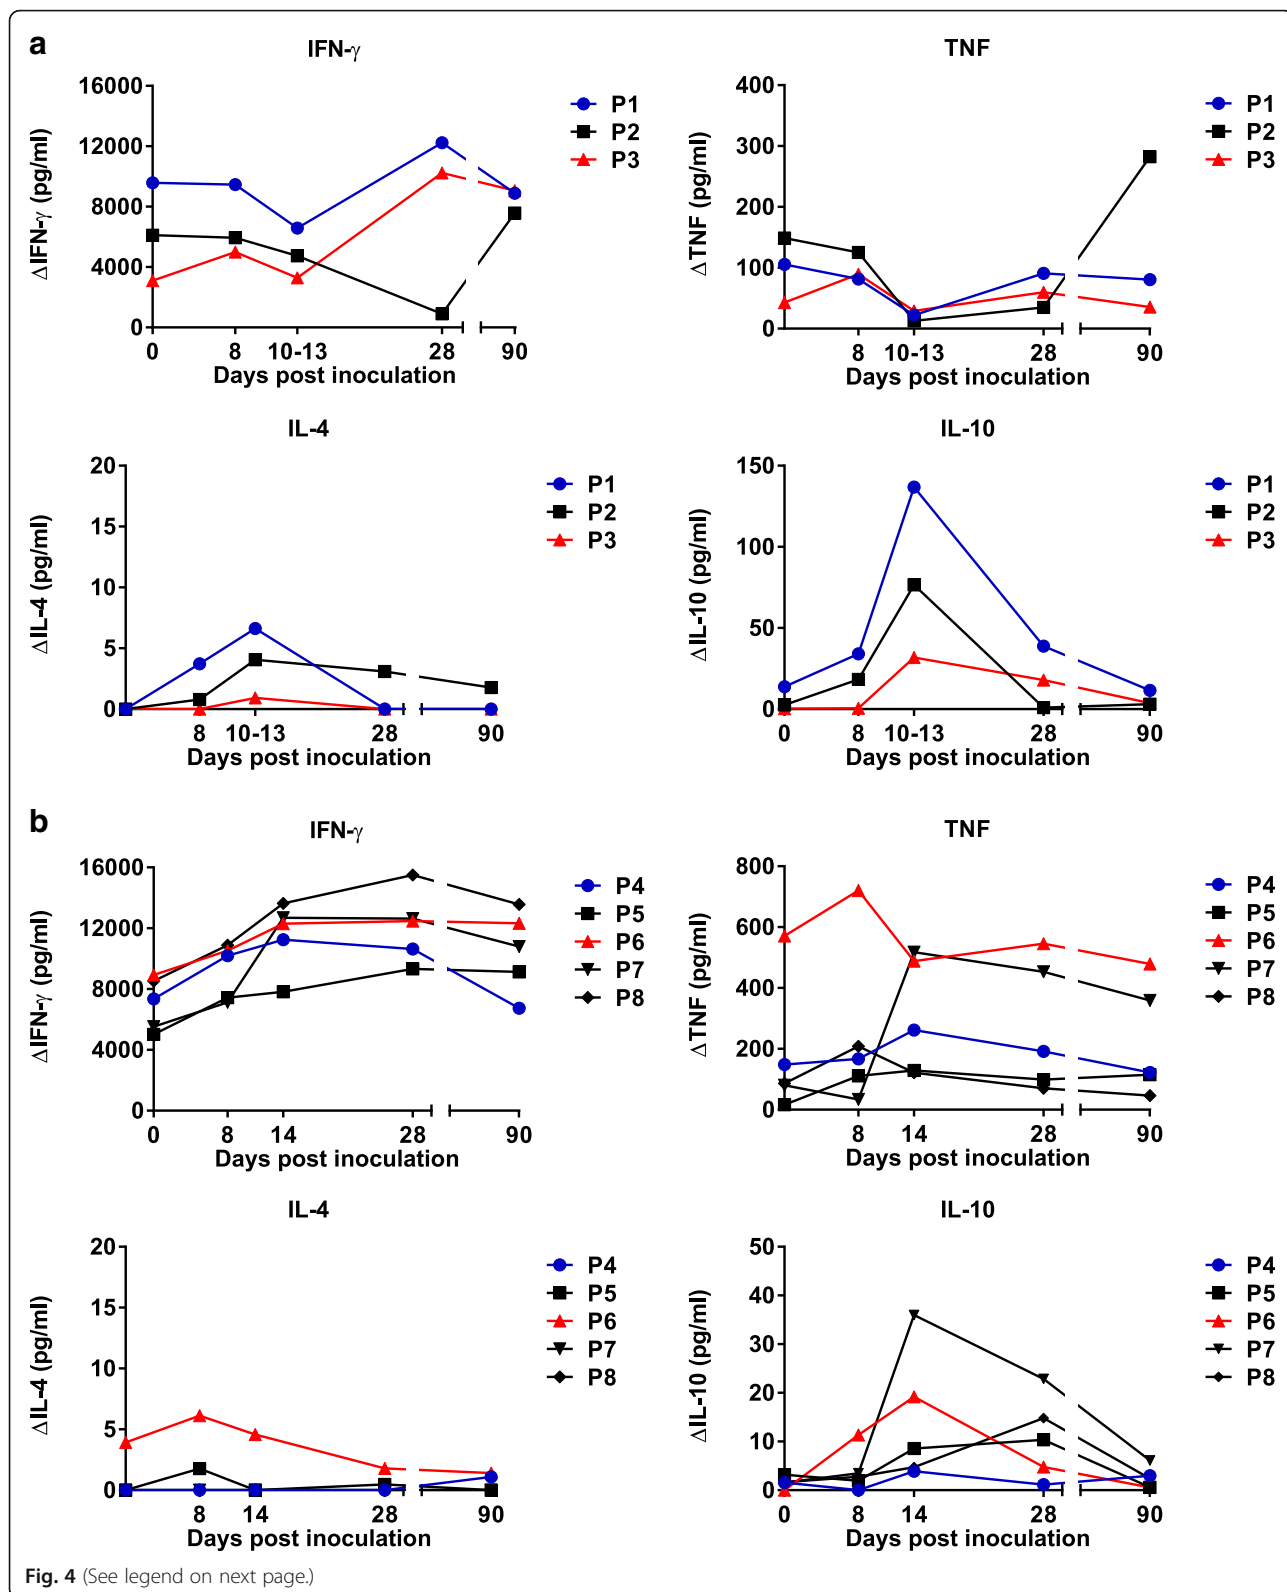 a
IFN-γ
ΔIFN-γ (pg/ml)
16000
12000
8000
4000
0
0 8 10-13 28 90
Days post inoculation
P1
P2
P3
TNF
ΔTNF (pg/ml)
400
300
200
100
0
8 10-13 28 90
Days post inoculation
P1
P2
P3
IL-4
ΔIL-4 (pg/ml)
20
15
10
5
0
8 10-13 28 90
Days post inoculation
P1
P2
P3
IL-10
ΔIL-10 (pg/ml)
150
100
50
0
0 8 10-13 28 90
Days post inoculation
P1
P2
P3
b
IFN-γ
ΔIFN-γ (pg/ml)
16000
12000
8000
4000
0
0 8 14 28 90
Days post inoculation
P4
P5
P6
P7
P8
TNF
ΔTNF (pg/ml)
800
600
400
200
0
8 14 28 90
Days post inoculation
P4
P5
P6
P7
P8
IL-4
ΔIL-4 (pg/ml)
20
15
10
5
0
8 14 28 90
Days post inoculation
P4
P5
P6
P7
P8
IL-10
ΔIL-10 (pg/ml)
50
40
30
20
10
0
0 8 14 28 90
Days post inoculation
P4
P5
P6
P7
P8
Fig. 4 (See legend on next page.)